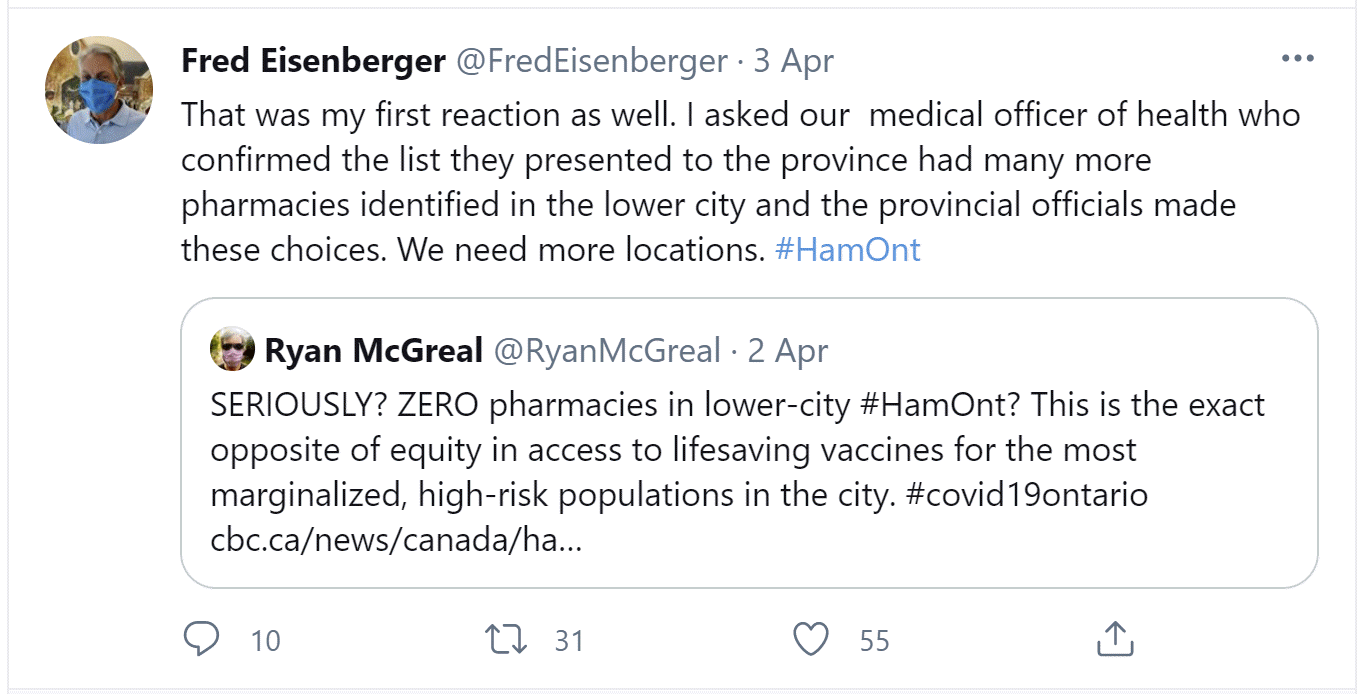 Fred Eisenberger @FredEisenberger · 3 Apr
That was my first reaction as well. I asked our  medical officer of health who
confirmed the list they presented to the province had many more
pharmacies identified in the lower city and the provincial officials made
these choices. We need more locations. #HamOnt
Ryan McGreal @RyanMcGreal · 2 Apr
SERIOUSLY? ZERO pharmacies in lower-city #HamOnt? This is the exact
opposite of equity in access to lifesaving vaccines for the most
marginalized, high-risk populations in the city. #covid19ontario
cbc.ca/news/canada/ha...
10 31 55